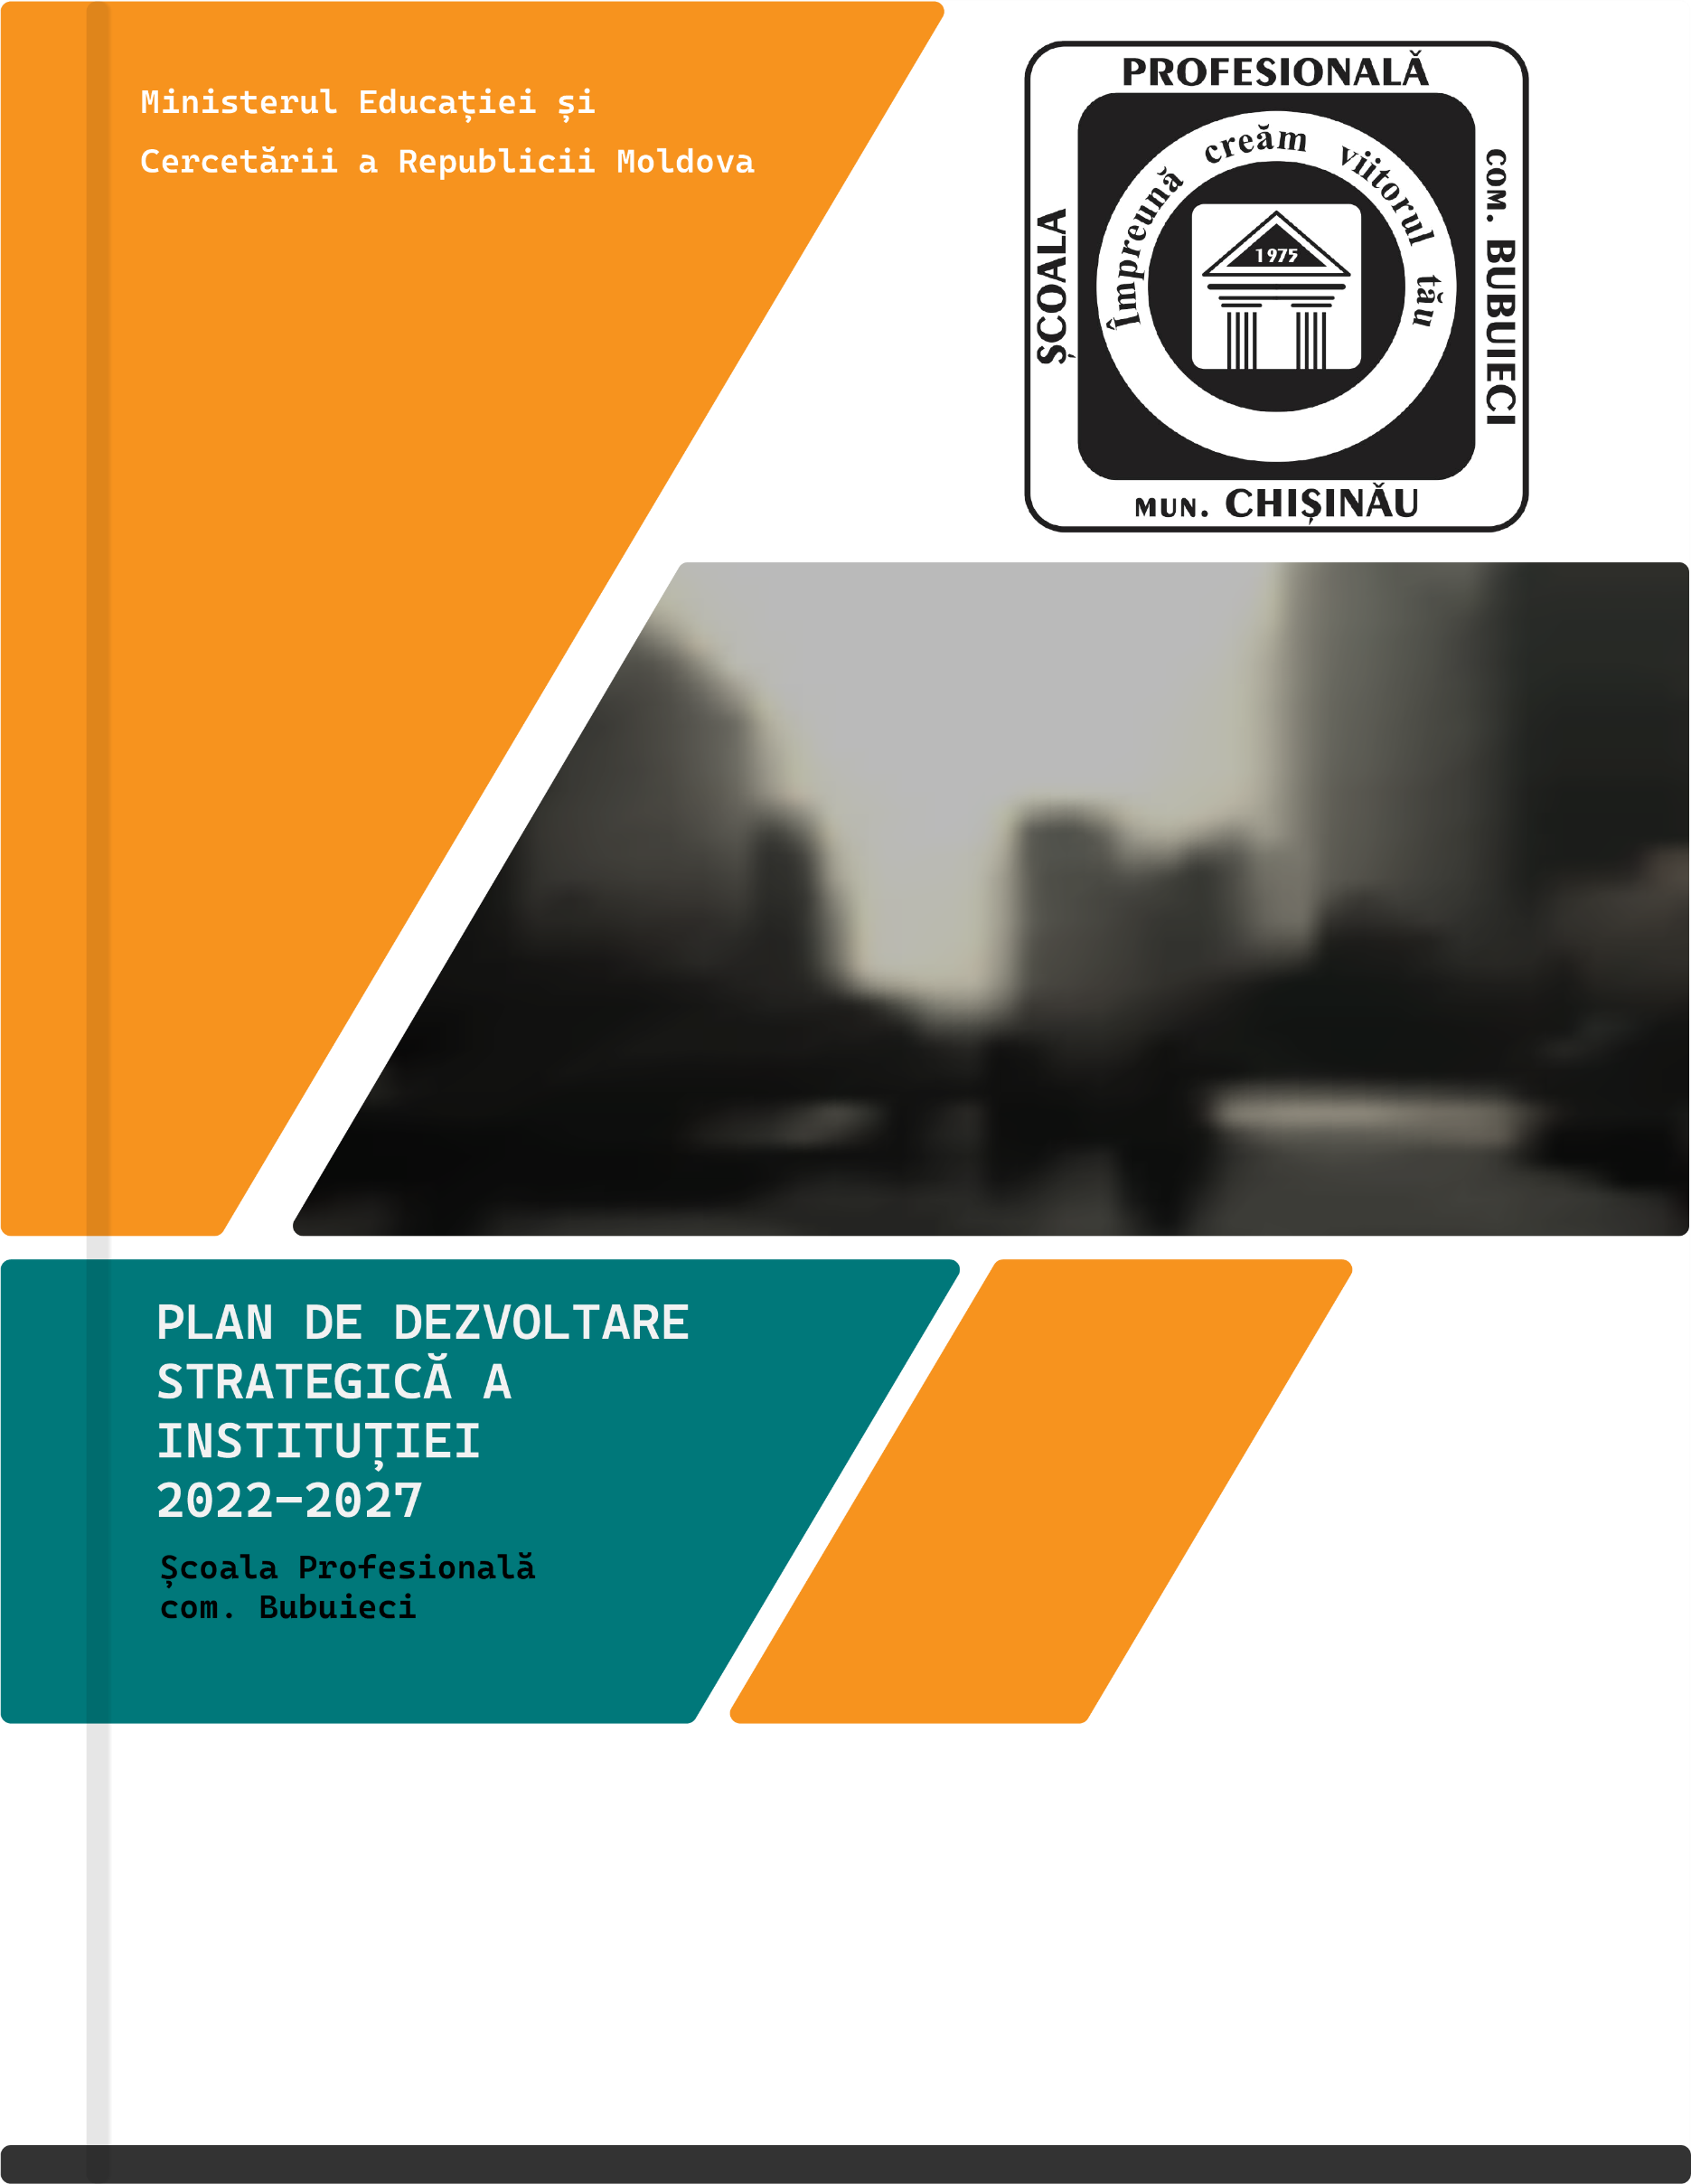 Ministerul Educației și
Cercetării a Republicii Moldova
PROFESIONALĂ
ȘCOALA
COM. BUBUIECI
Împreună creăm viitorul tău
1975
MUN. CHIȘINĂU
PLAN DE DEZVOLTARE
STRATEGICĂ A
INSTITUȚIEI
2022–2027
Școala Profesională
com. Bubuieci